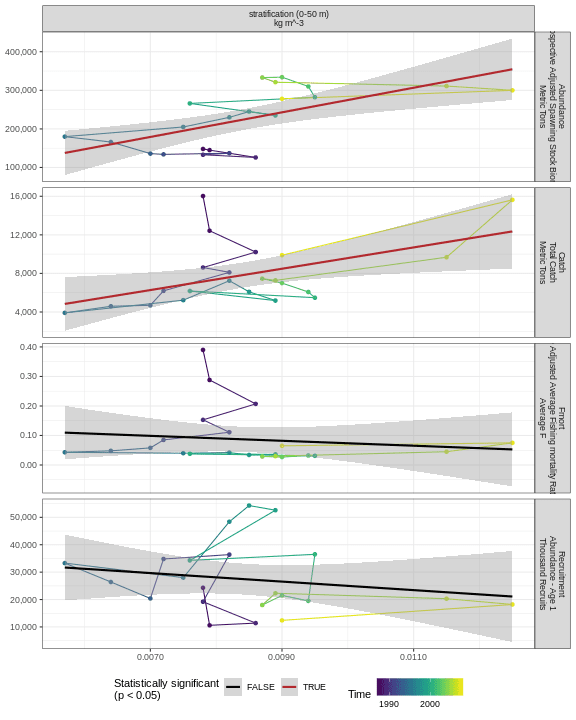 stratification (0-50 m)
kg m^-3
400,000
300,000
200,000
100,000
Abundance
Adjusted Spawning Stock
Metric Tons
16,000
12,000
8,000
4,000
Catch
Total Catch
Metric Tons
0.40
0.30
0.20
0.10
0.00
Fmort
Adjusted Average Fishing mortality
Average F
50,000
40,000
30,000
20,000
10,000
Recruitment
Abundance - Age 1
Thousand Recruits
0.0070
0.0090
0.0110
Statistically significant
(p < 0.05)
FALSE
TRUE
Time
1990
2000